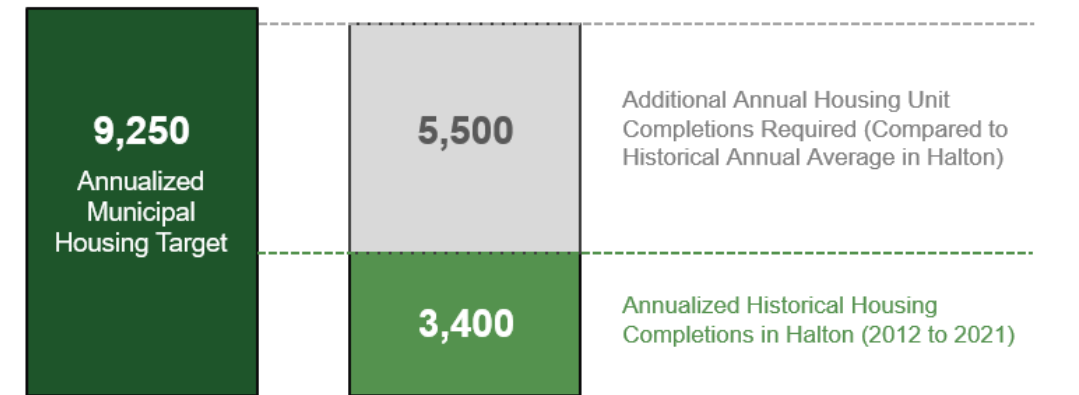 9,250
Annualized
Municipal
Housing Target
5,500
Additional Annual Housing Unit
Completions Required (Compared to
Historical Annual Average in Halton)
3,400
Annualized Historical Housing
Completions in Halton (2012 to 2021)